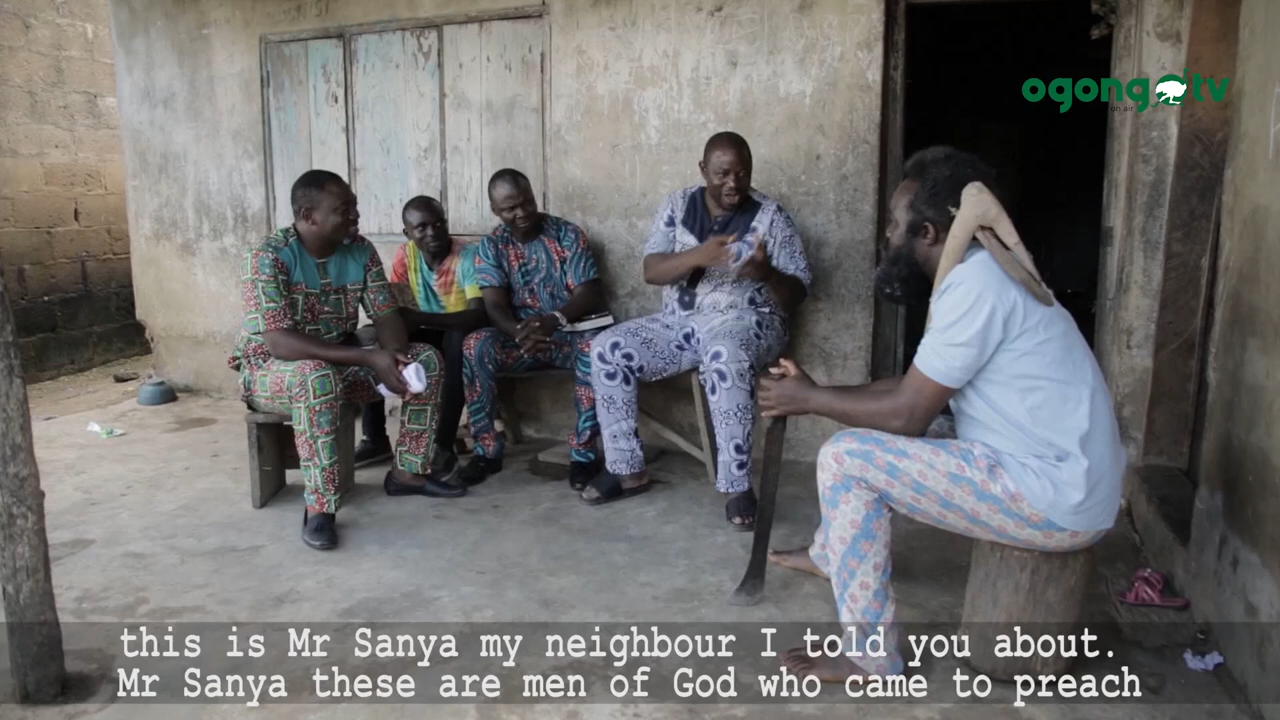 ogongotv
on air
this is Mr Sanya my neighbour I told you about.
Mr Sanya these are men of God who came to preach